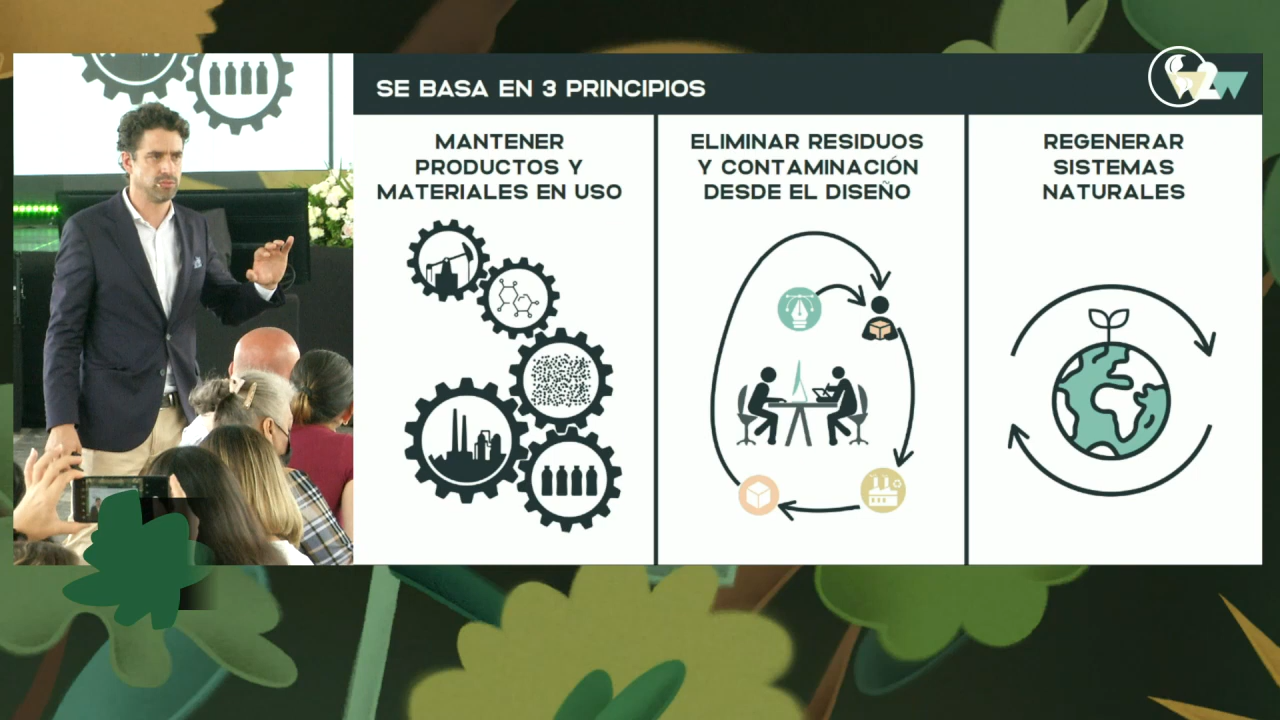 SE BASA EN 3 PRINCIPIOS
MANTENER
PRODUCTOS Y
MATERIALES EN USO
ELIMINAR RESIDUOS
Y CONTAMINACIÓN
DESDE EL DISEÑO
REGENERAR
SISTEMAS
NATURALES
W2W